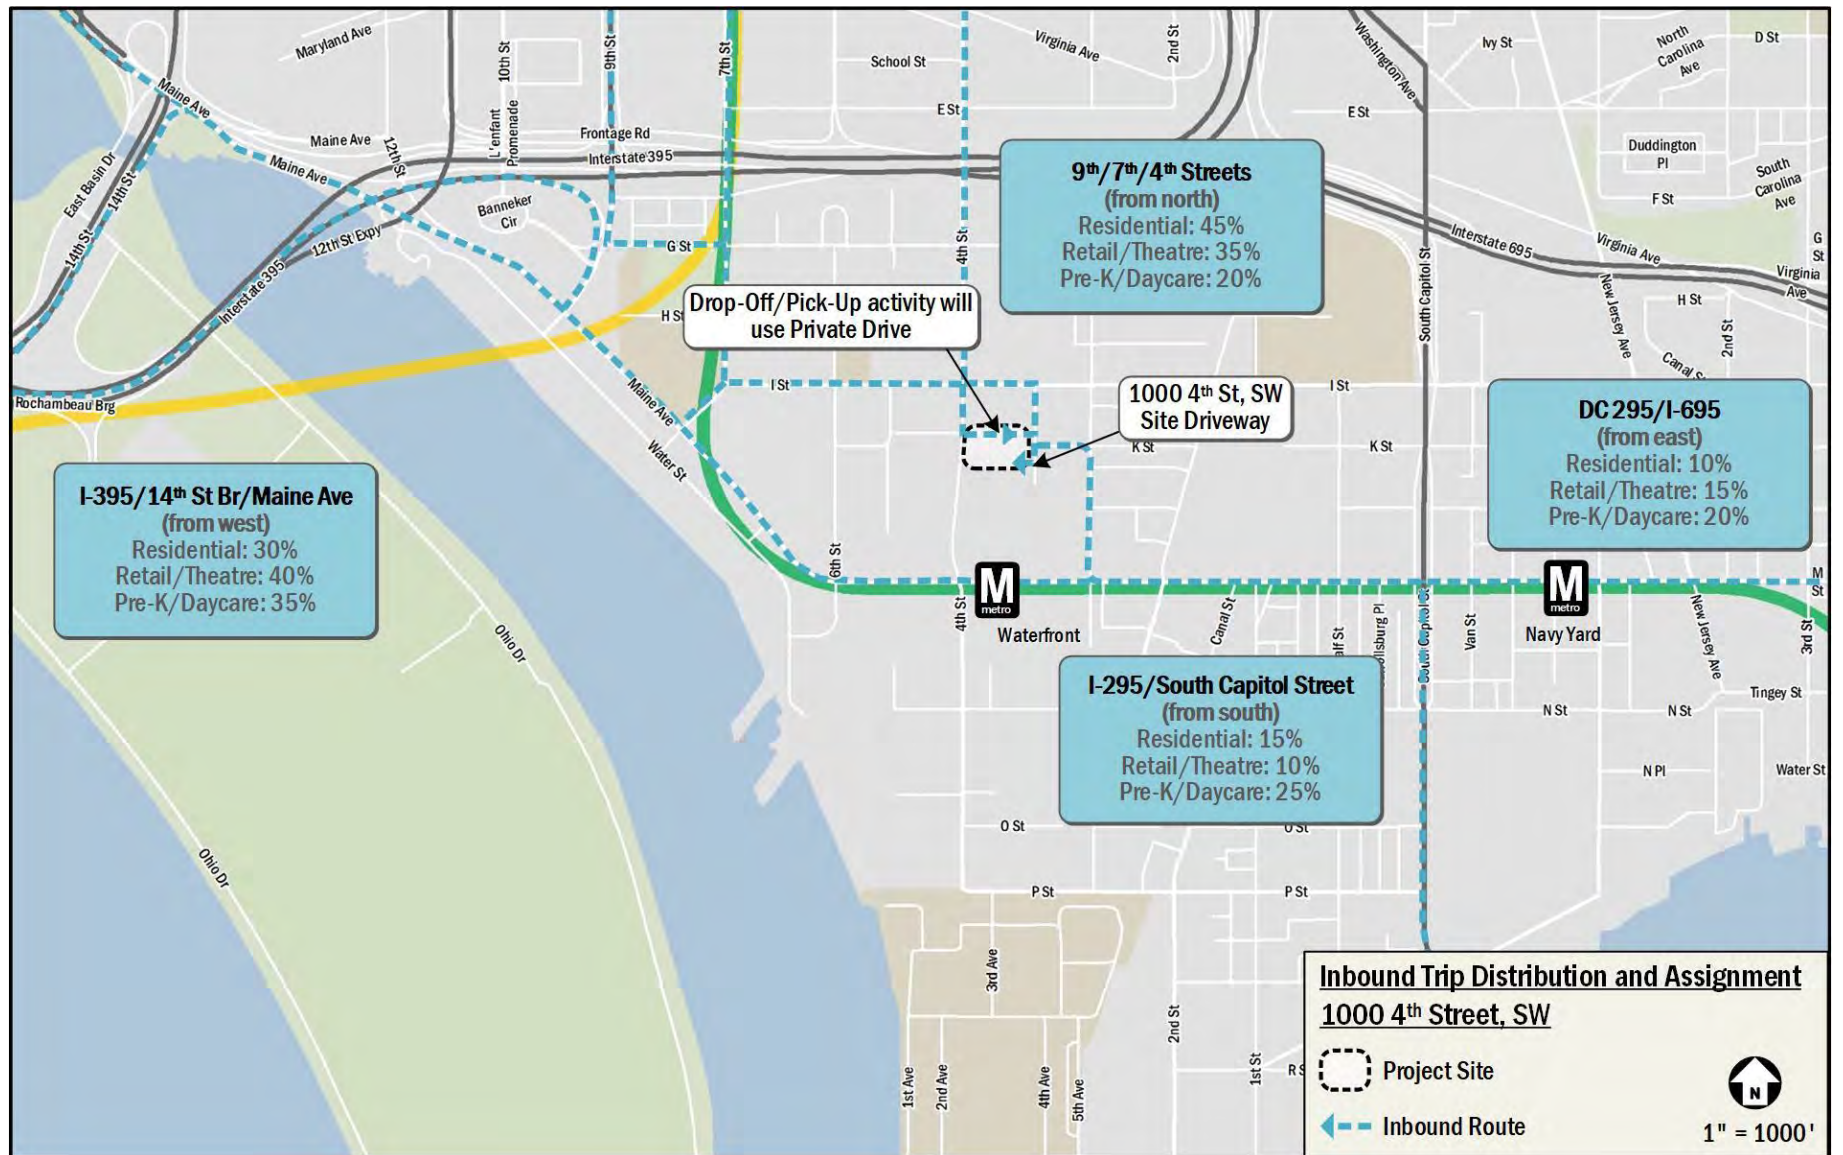 Maryland Ave
10th St
9th St
7th St
School St
Virginia Ave
2nd St
Washington Ave
Ivy St
North
Carolina
Ave
D St
Maine Ave
E St
E St
Maine Ave
12th St
L'enfant
Promenade
Frontage Rd
Interstate 395
Duddington
Pl
South
Carolina
Ave
East Basin Dr
14th St
Maine Ave
F St
9th/7th/4th Streets
(from north)
Residential: 45%
Retail/Theatre: 35%
Pre-K/Daycare: 20%
Banneker
Cir
14th St
12th St Expy
G St
4th St
Interstate 695
Virginia Ave
G
St
Virginia
Ave
Interstate 395
South Capitol St
New Jersey Ave
H St
2nd St
H St
Drop-Off/Pick-Up activity will
use Private Drive
Canal S
Rochambeau Brg
Maine Ave
I St
I St
1000 4th St, SW
Site Driveway
DC 295/I-695
(from east)
Residential: 10%
Retail/Theatre: 15%
Pre-K/Daycare: 20%
Water St
K St
K St
I-395/14th St Br/Maine Ave
(from west)
Residential: 30%
Retail/Theatre: 40%
Pre-K/Daycare: 35%
6th St
M
metro
Waterfront
M
metro
Navy Yard
M
St
4th St
Canal St
alf St
South Capitol St
Van St
New Jersey Ave
3rd St
Ohio Dr
I-295/South Capitol Street
(from south)
Residential: 15%
Retail/Theatre: 10%
Pre-K/Daycare: 25%
Tingey St
N St
N St
N Pl
Water St
O St
O St
Ohio Dr
P St
P St
3rd Ave
2nd St
1st St
R S
1st Ave
2nd Ave
4th Ave
5th Ave
Inbound Trip Distribution and Assignment
1000 4th Street, SW
Project Site
Inbound Route
N
1" = 1000'